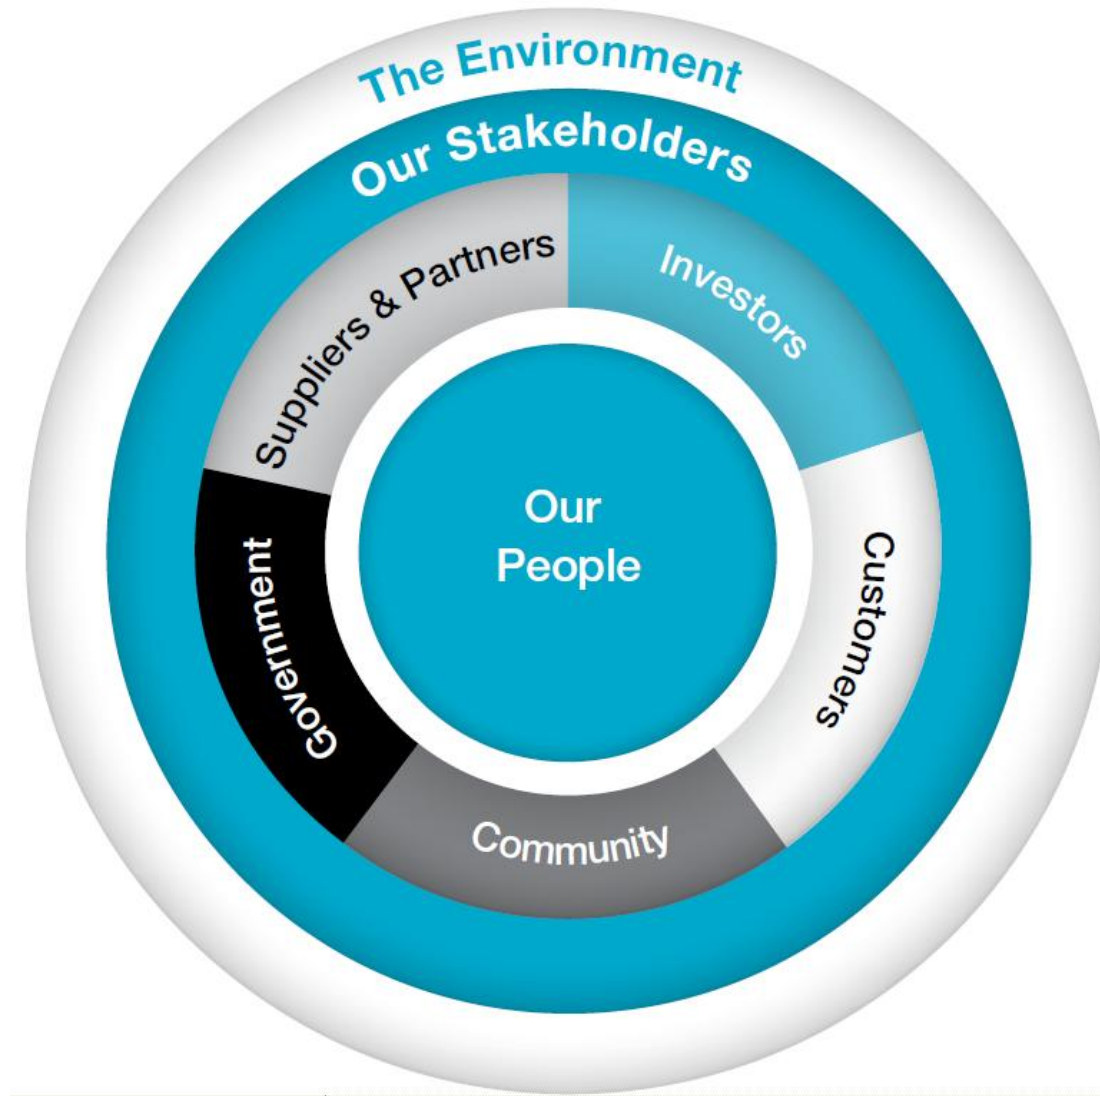 The Environment
Our Stakeholders
Suppliers & Partners
Investors
Our
People
Government
Customers
Community